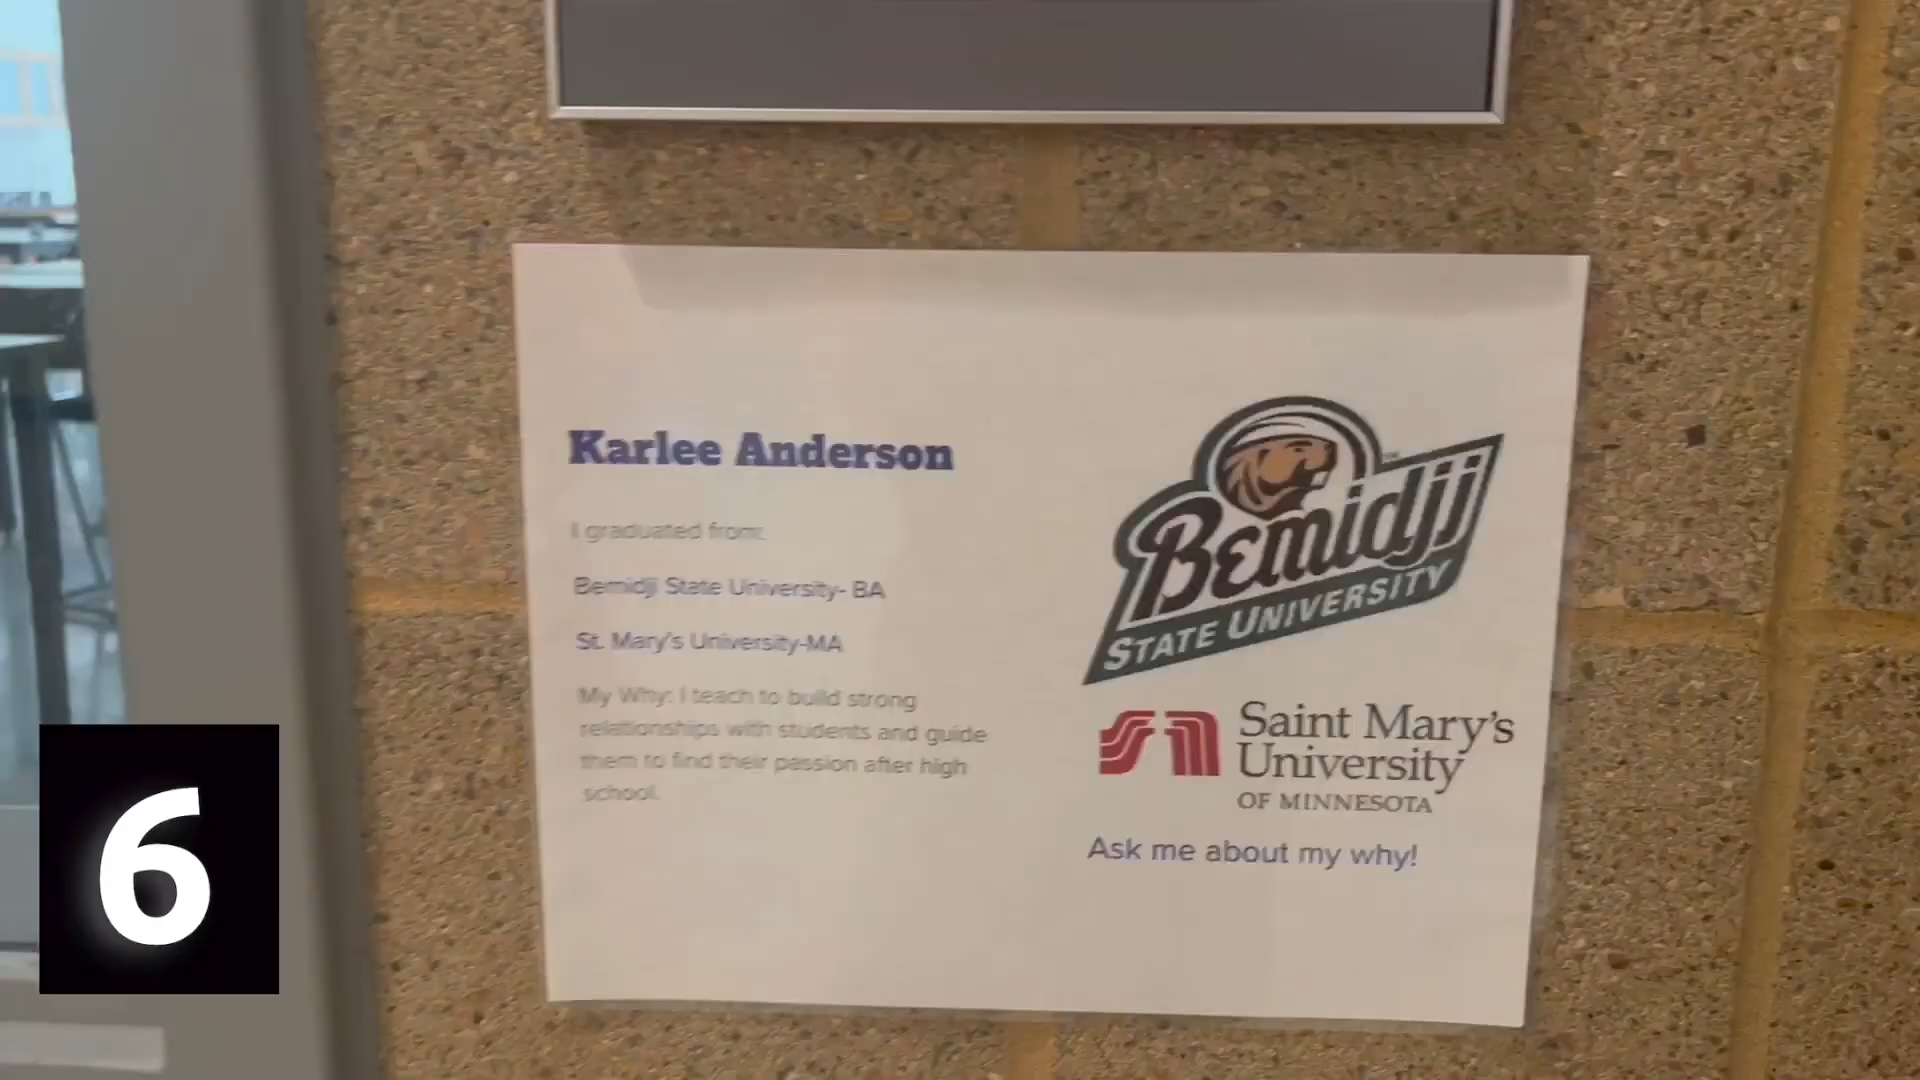 Karlee Anderson
I graduated from:
Bemidji State University- BA
St. Mary's University-MA
My Why: I teach to build strong
relationships with students and guide
them to find their passion after high
school.
Bemidji
STATE UNIVERSITY
Saint Mary's
University
OF MINNESOTA
Ask me about my why!
6